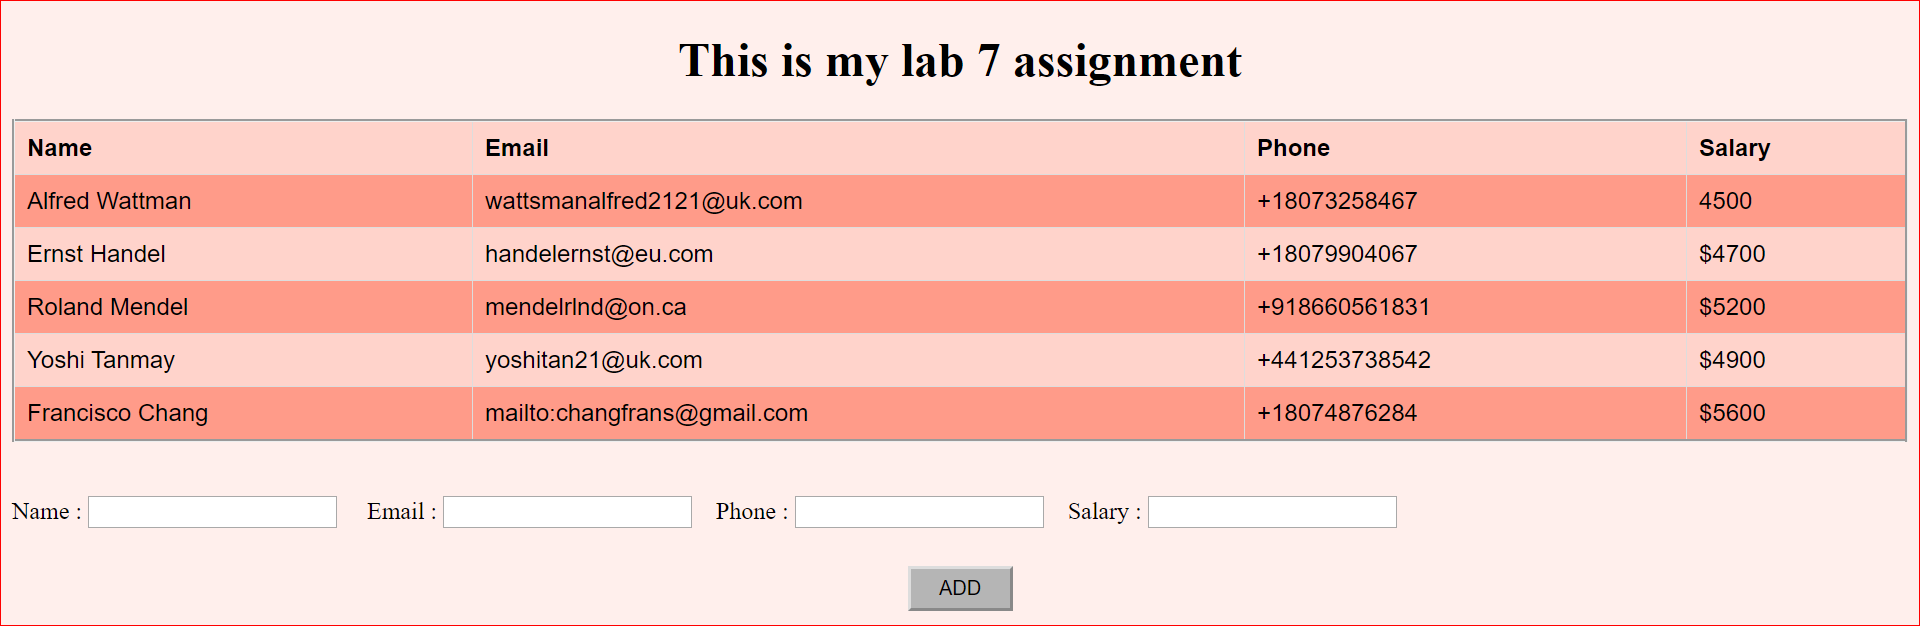 This is my lab 7 assignment
Name Email Phone Salary
Alfred Wattman wattsmanalfred2121@uk.com +18073258467 4500
Ernst Handel handelernst@eu.com +18079904067 $4700
Roland Mendel mendelrlnd@on.ca +918660561831 $5200
Yoshi Tanmay yoshitan21@uk.com +441253738542 $4900
Francisco Chang mailto:changfrans@gmail.com +18074876284 $5600
Name : Email : Phone : Salary :
ADD